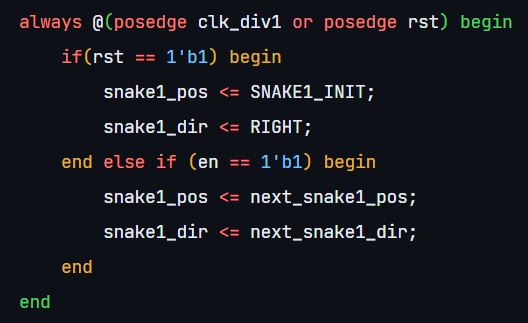 always @(posedge clk_div1 or posedge rst) begin
    if(rst == 1'b1) begin
        snake1_pos <= SNAKE1_INIT;
        snake1_dir <= RIGHT;
    end else if (en == 1'b1) begin
        snake1_pos <= next_snake1_pos;
        snake1_dir <= next_snake1_dir;
    end
end